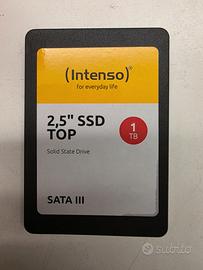 (intenso)
for everyday life
2,5" SSD
TOP
1
TB
Solid State Drive
SATA III
subito